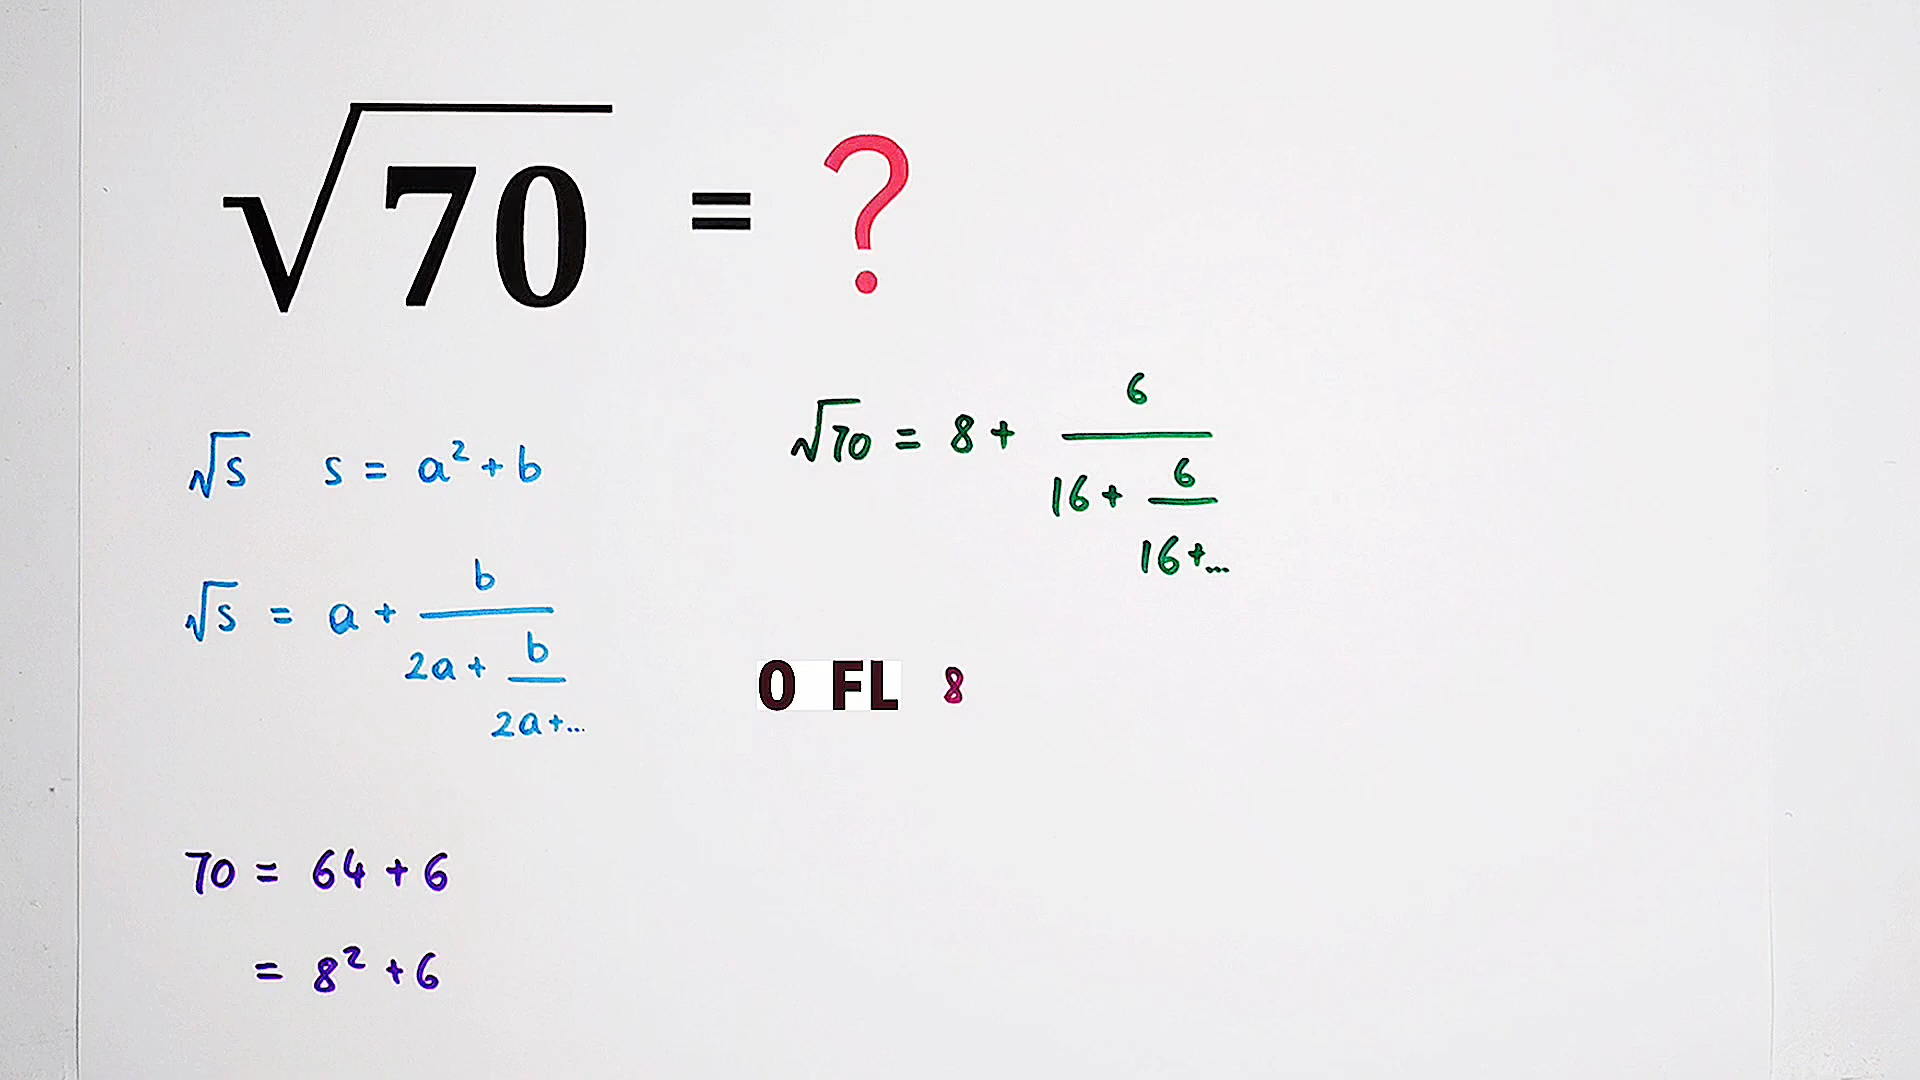 √70 = ?
√s   s = a² + b
√s = a + b/(2a + b/(2a + ...))
70 = 64 + 6
= 8² + 6
√70 = 8 + 6/(16 + 6/(16 + ...))
0 FL 8